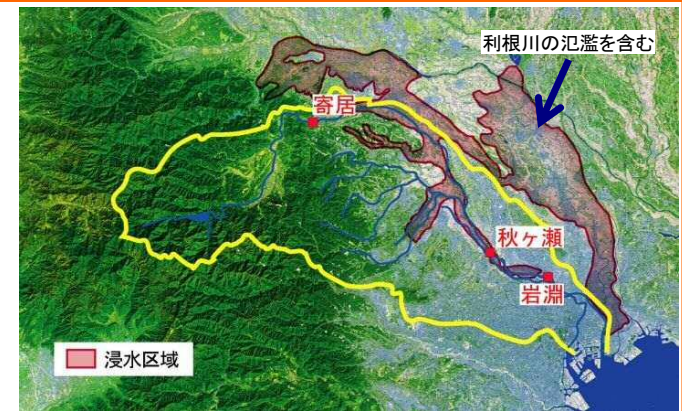 利根川の氾濫を含む
寄居
秋ヶ瀬
岩淵
浸水区域